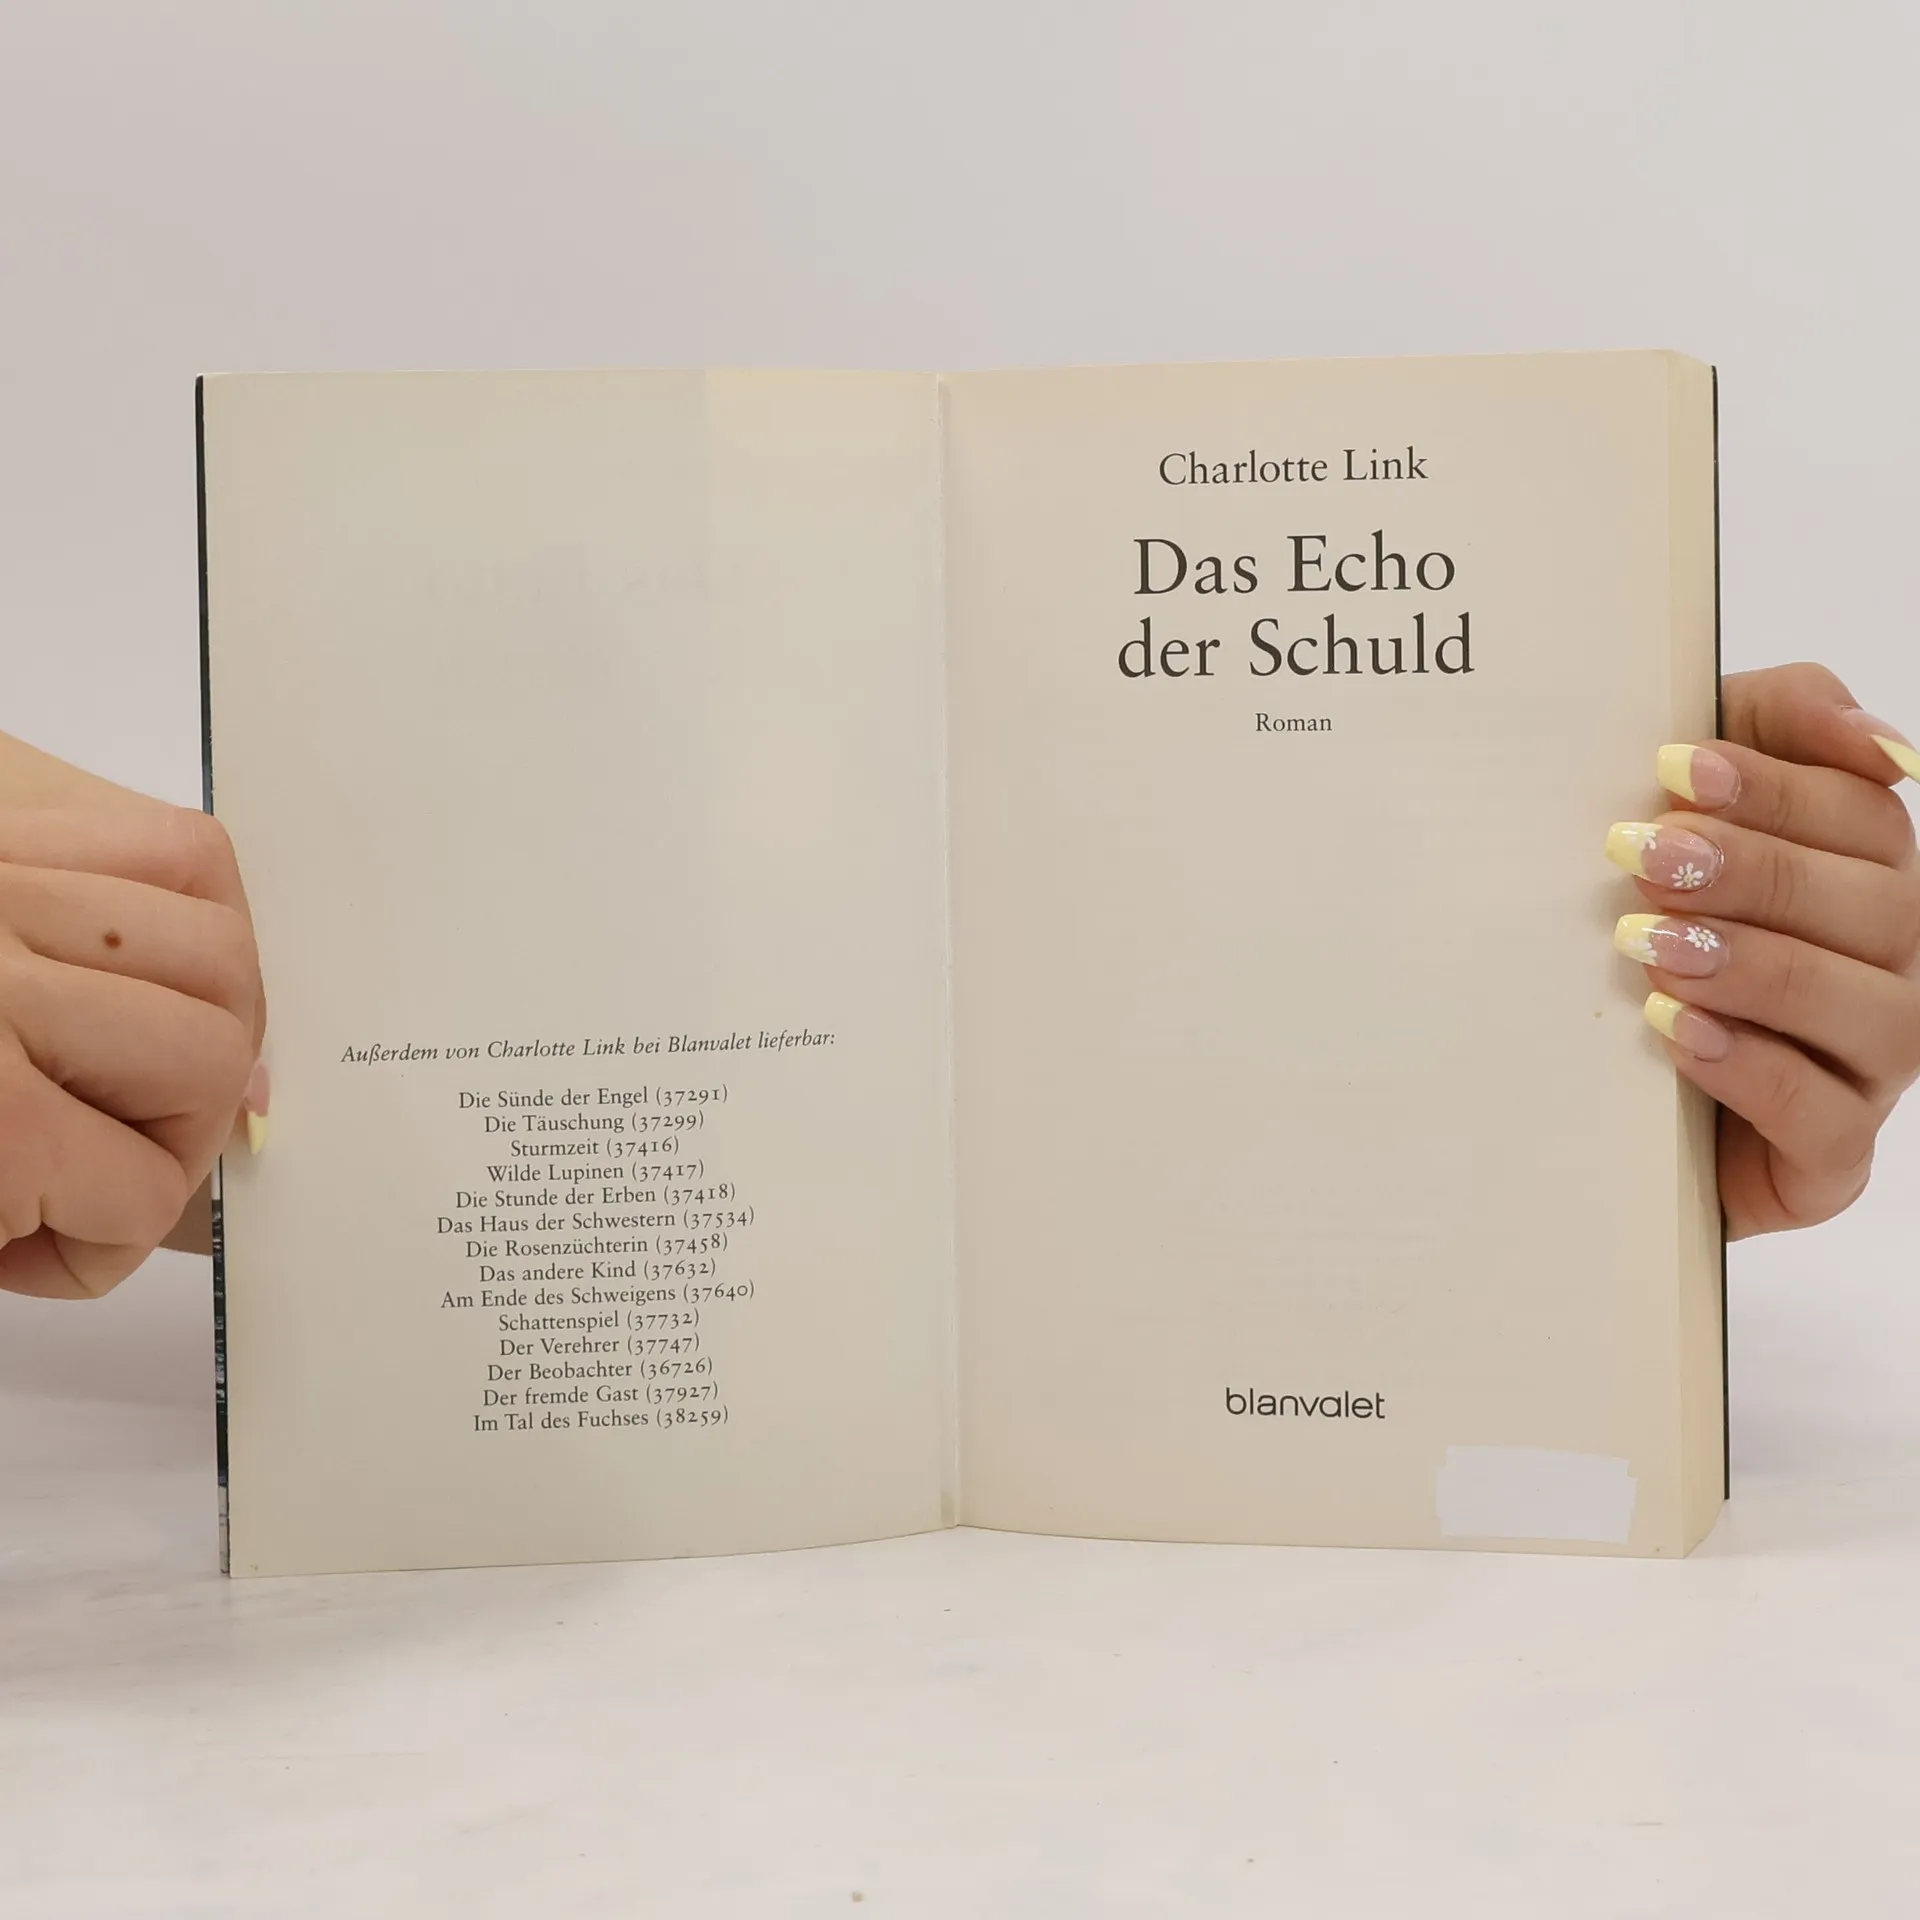 Außerdem von Charlotte Link bei Blanvalet lieferbar:
Die Sünde der Engel (37291)
Die Täuschung (37299)
Sturmzeit (37416)
Wilde Lupinen (37417)
Die Stunde der Erben (37418)
Das Haus der Schwestern (37534)
Die Rosenzüchterin (37458)
Das andere Kind (37632)
Am Ende des Schweigens (37640)
Schattenspiel (37732)
Der Verehrer (37747)
Der Beobachter (36726)
Der fremde Gast (37927)
Im Tal des Fuchses (38259)
Charlotte Link
Das Echo
der Schuld
Roman
blanvalet